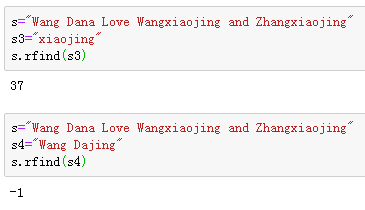 s="Wang Dana Love Wangxiaojing and Zhangxiaojing"
s3="xiaojing"
s.rfind(s3)
37
s="Wang Dana Love Wangxiaojing and Zhangxiaojing"
s4="Wang Dajing"
s.rfind(s4)
-1